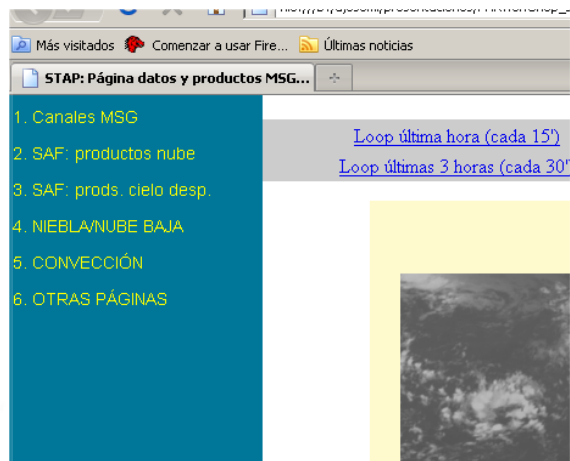 Más visitados Comenzar a usar Fire... Últimas noticias
STAP: Página datos y productos MSG...
1. Canales MSG
2. SAF: productos nube
3. SAF: prods. cielo desp.
4. NIEBLA/NUBE BAJA
5. CONVECCIÓN
6. OTRAS PÁGINAS
Loop última hora (cada 15')
Loop últimas 3 horas (cada 30'